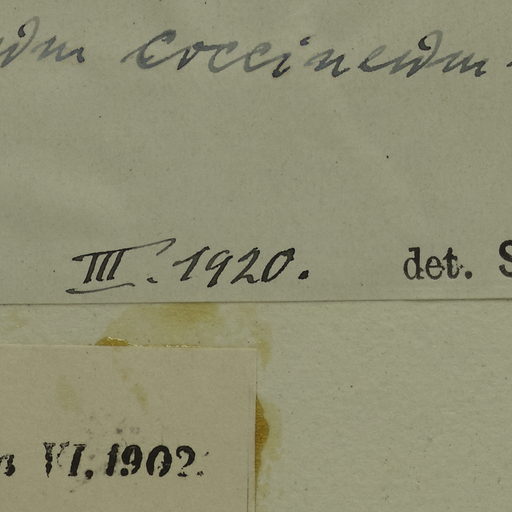 coccineum
III. 1920. det. S
VI. 1902.